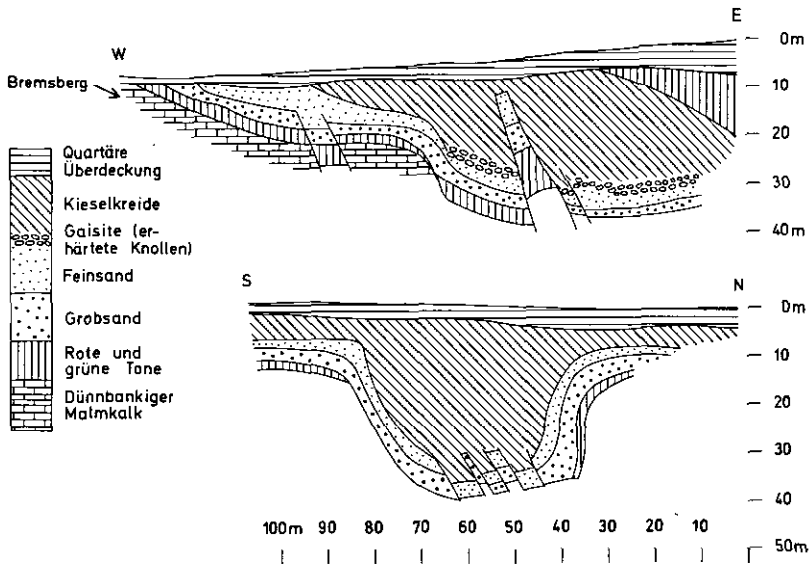 W
E
Bremsberg
0m
10
20
30
40m
Quartäre
Überdeckung
Kieselkreide
Gaisite (er-
härtete Knollen)
Feinsand
Grobsand
Rote und
grüne Tone
Dünnbankiger
Malmkalk
S
N
0m
10
20
30
40
50m
100m 90 80 70 60 50 40 30 20 10